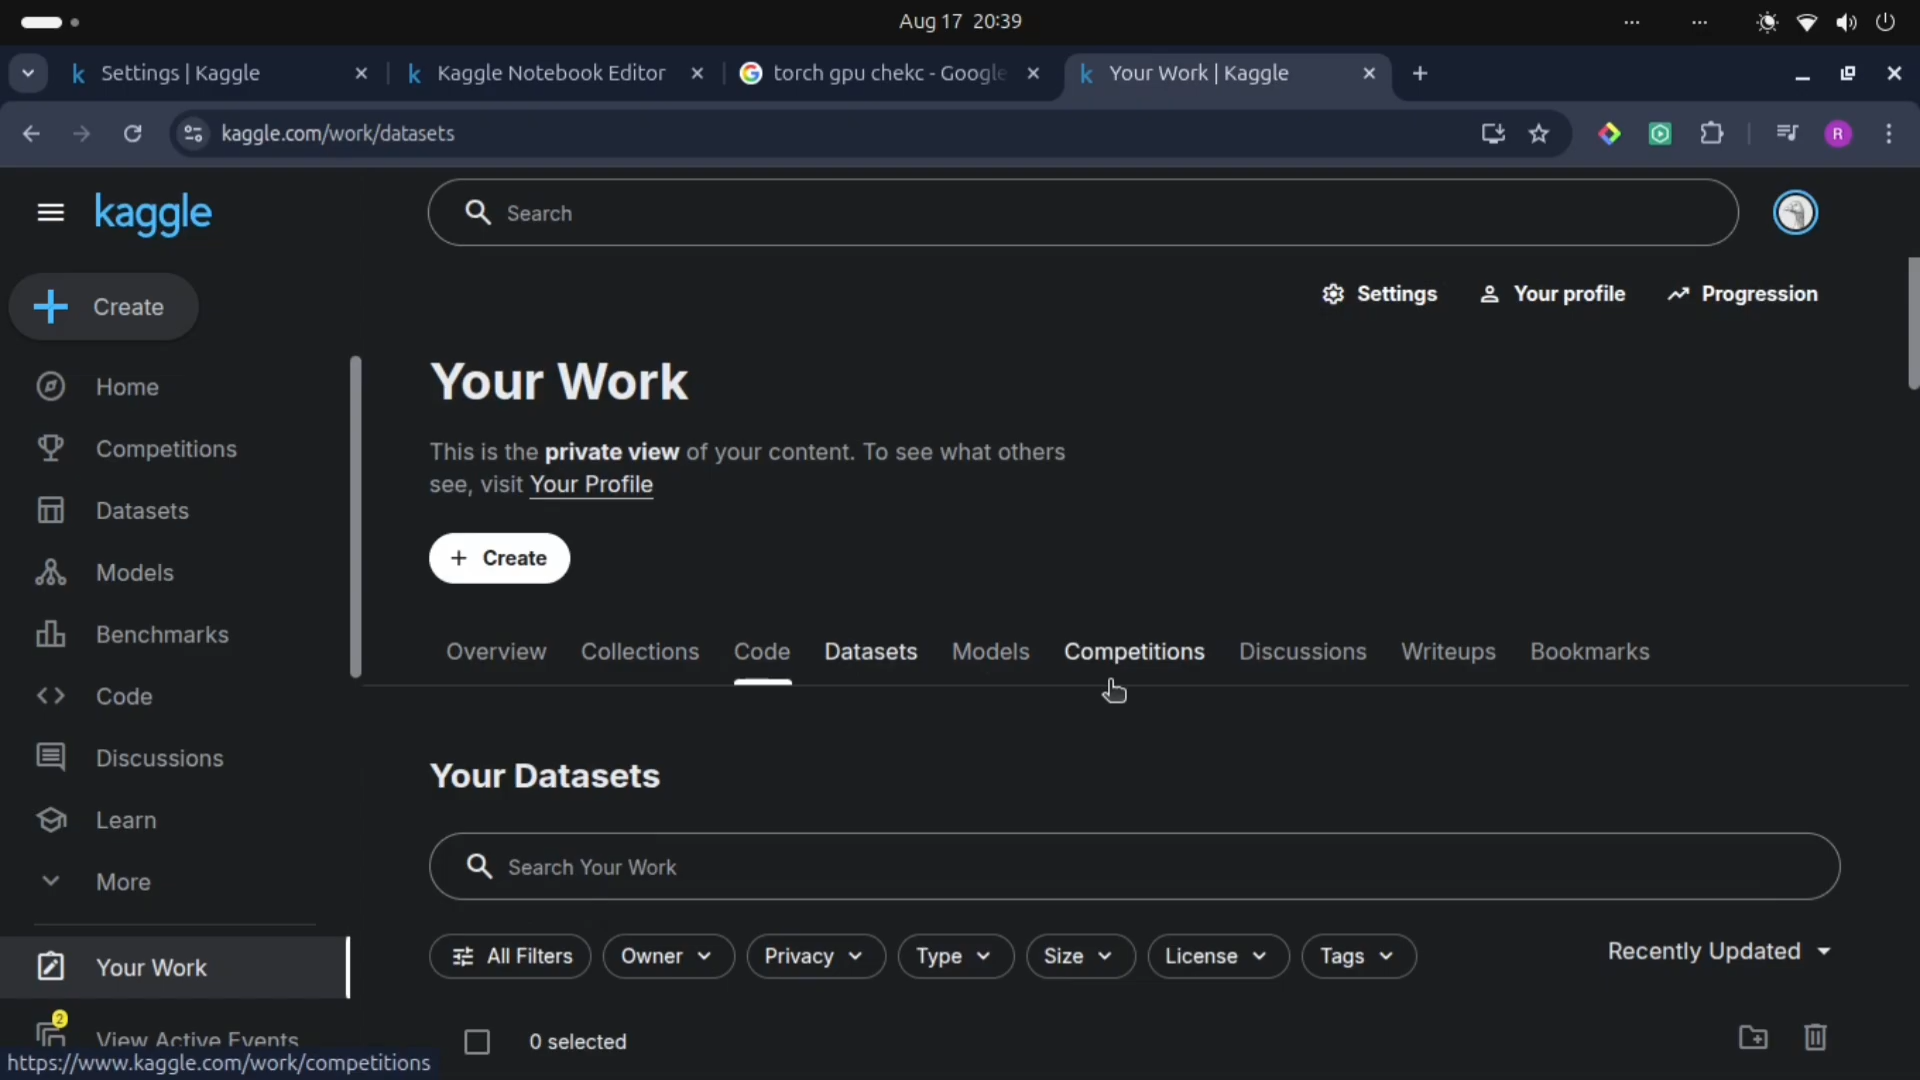 Aug 17 20:39
Settings | Kaggle
Kaggle Notebook Editor
torch gpu chekc - Google
Your Work | Kaggle
kaggle.com/work/datasets
R
kaggle
Search
Settings
Your profile
Progression
Create
Home
Competitions
Datasets
Models
Benchmarks
Code
Discussions
Learn
More
Your Work
2
View Active Events
https://www.kaggle.com/work/competitions
Your Work
This is the private view of your content. To see what others
see, visit Your Profile
Create
Overview Collections Code Datasets Models Competitions Discussions Writeups Bookmarks
Your Datasets
Search Your Work
All Filters Owner Privacy Type Size License Tags Recently Updated
0 selected